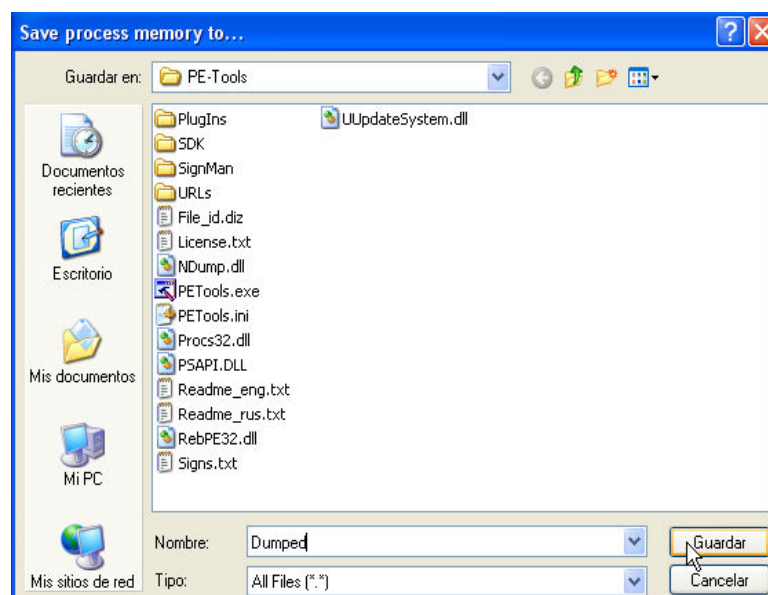 Save process memory to...
Guardar en:
PE-Tools
Documentos
recientes
Escritorio
Mis documentos
Mi PC
Mis sitios de red
PlugIns
SDK
SignMan
URLs
File_id.diz
License.txt
NDump.dll
PETools.exe
PETools.ini
Procs32.dll
PSAPI.DLL
Readme_eng.txt
Readme_rus.txt
RebPE32.dll
Signs.txt
UUpdateSystem.dll
Nombre:
Dumped
Guardar
Tipo:
All Files (*.*)
Cancelar